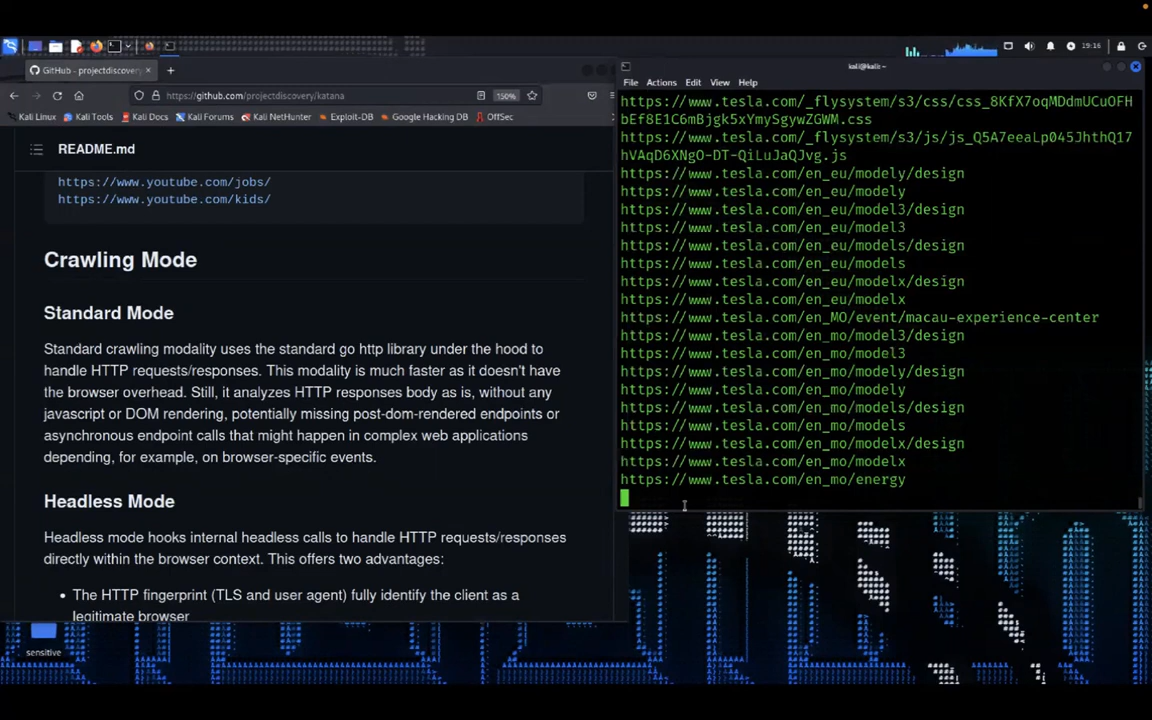 19:16
GitHub - projectdiscovery
kali@kali: ~
https://github.com/projectdiscovery/katana
150%
File Actions Edit View Help
Kali Linux Kali Tools Kali Docs Kali Forums Kali NetHunter Exploit-DB Google Hacking DB OffSec
README.md
https://www.youtube.com/jobs/
https://www.youtube.com/kids/
Crawling Mode
Standard Mode
Standard crawling modality uses the standard go http library under the hood to
handle HTTP requests/responses. This modality is much faster as it doesn't have
the browser overhead. Still, it analyzes HTTP responses body as is, without any
javascript or DOM rendering, potentially missing post-dom-rendered endpoints or
asynchronous endpoint calls that might happen in complex web applications
depending, for example, on browser-specific events.
Headless Mode
Headless mode hooks internal headless calls to handle HTTP requests/responses
directly within the browser context. This offers two advantages:
• The HTTP fingerprint (TLS and user agent) fully identify the client as a
legitimate browser
https://www.tesla.com/_flysystem/s3/css/css_8KfX7oqMDdmUCuOFH
bEf8E1C6mBjgk5xYmySgywZGWM.css
https://www.tesla.com/_flysystem/s3/js/js_Q5A7eeaLp045JhthQ17
hVAqD6XNgO-DT-QiLuJaQJvg.js
https://www.tesla.com/en_eu/modely/design
https://www.tesla.com/en_eu/modely
https://www.tesla.com/en_eu/model3/design
https://www.tesla.com/en_eu/model3
https://www.tesla.com/en_eu/models/design
https://www.tesla.com/en_eu/models
https://www.tesla.com/en_eu/modelx/design
https://www.tesla.com/en_eu/modelx
https://www.tesla.com/en_MO/event/macau-experience-center
https://www.tesla.com/en_mo/model3/design
https://www.tesla.com/en_mo/model3
https://www.tesla.com/en_mo/modely/design
https://www.tesla.com/en_mo/modely
https://www.tesla.com/en_mo/models/design
https://www.tesla.com/en_mo/models
https://www.tesla.com/en_mo/modelx/design
https://www.tesla.com/en_mo/modelx
https://www.tesla.com/en_mo/energy
sensitive